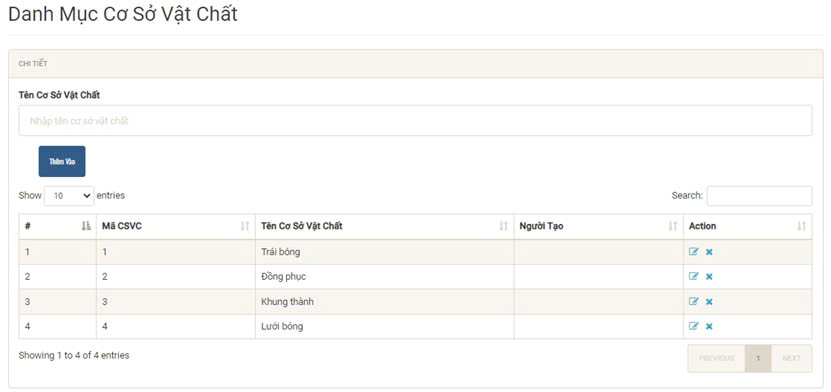 Danh Mục Cơ Sở Vật Chất
CHI TIẾT
Tên Cơ Sở Vật Chất
Nhập tên cơ sở vật chất
Thêm Vào
Show 10 entries Search:
# Mã CSVC Tên Cơ Sở Vật Chất Người Tạo Action
1 1 Trái bóng
2 2 Đồng phục
3 3 Khung thành
4 4 Lưới bóng
Showing 1 to 4 of 4 entries PREVIOUS 1 NEXT